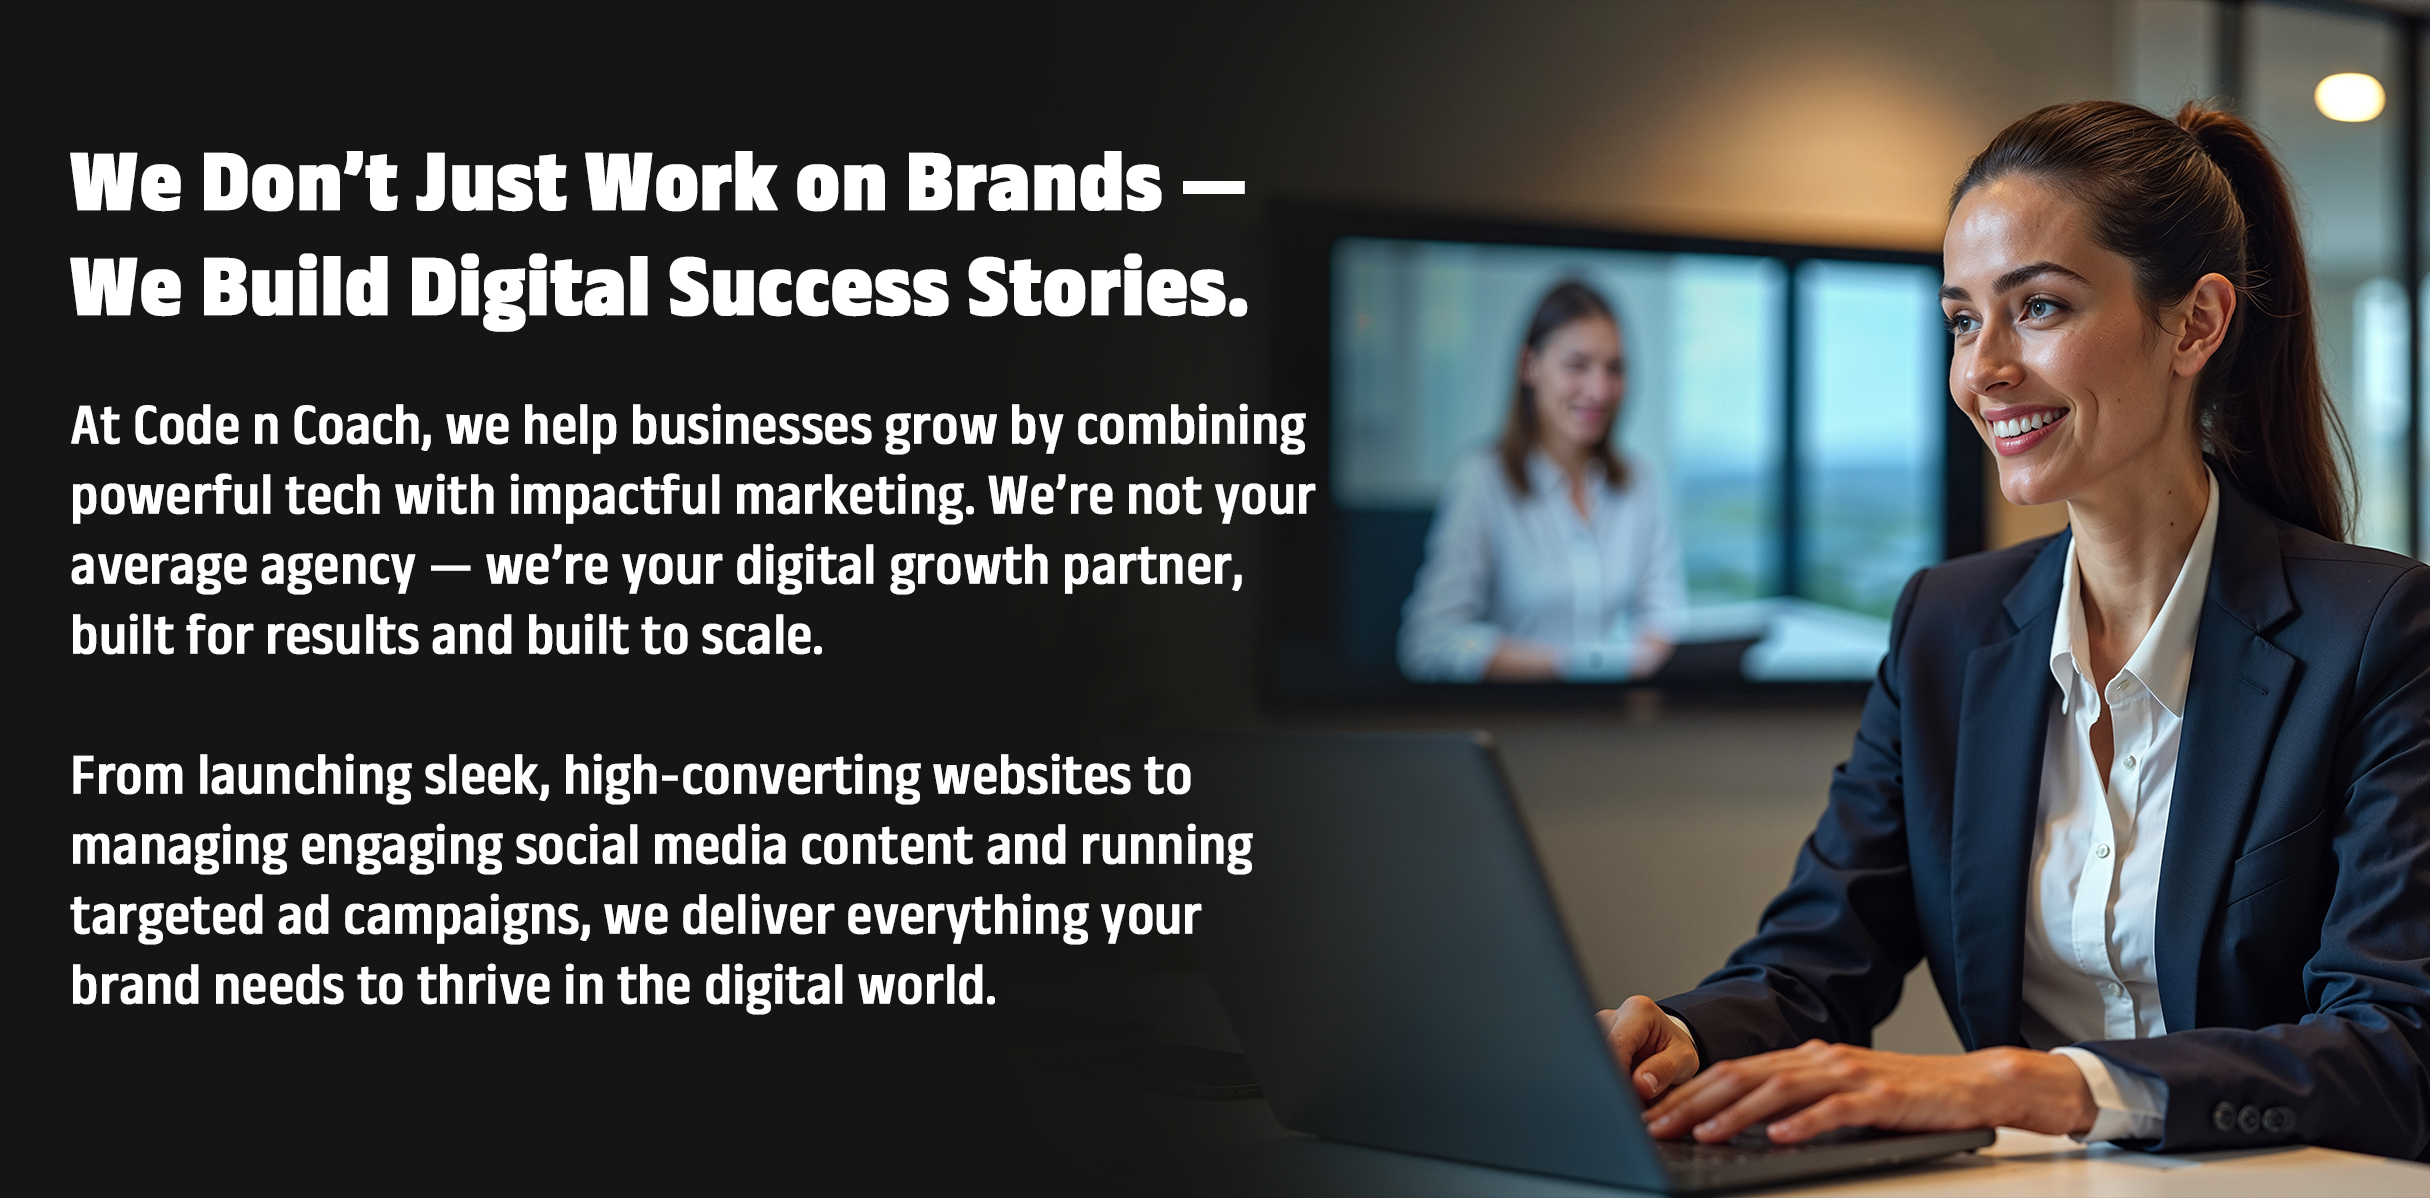 We Don’t Just Work on Brands —
We Build Digital Success Stories.
At Code n Coach, we help businesses grow by combining
powerful tech with impactful marketing. We’re not your
average agency — we’re your digital growth partner,
built for results and built to scale.
From launching sleek, high-converting websites to
managing engaging social media content and running
targeted ad campaigns, we deliver everything your
brand needs to thrive in the digital world.